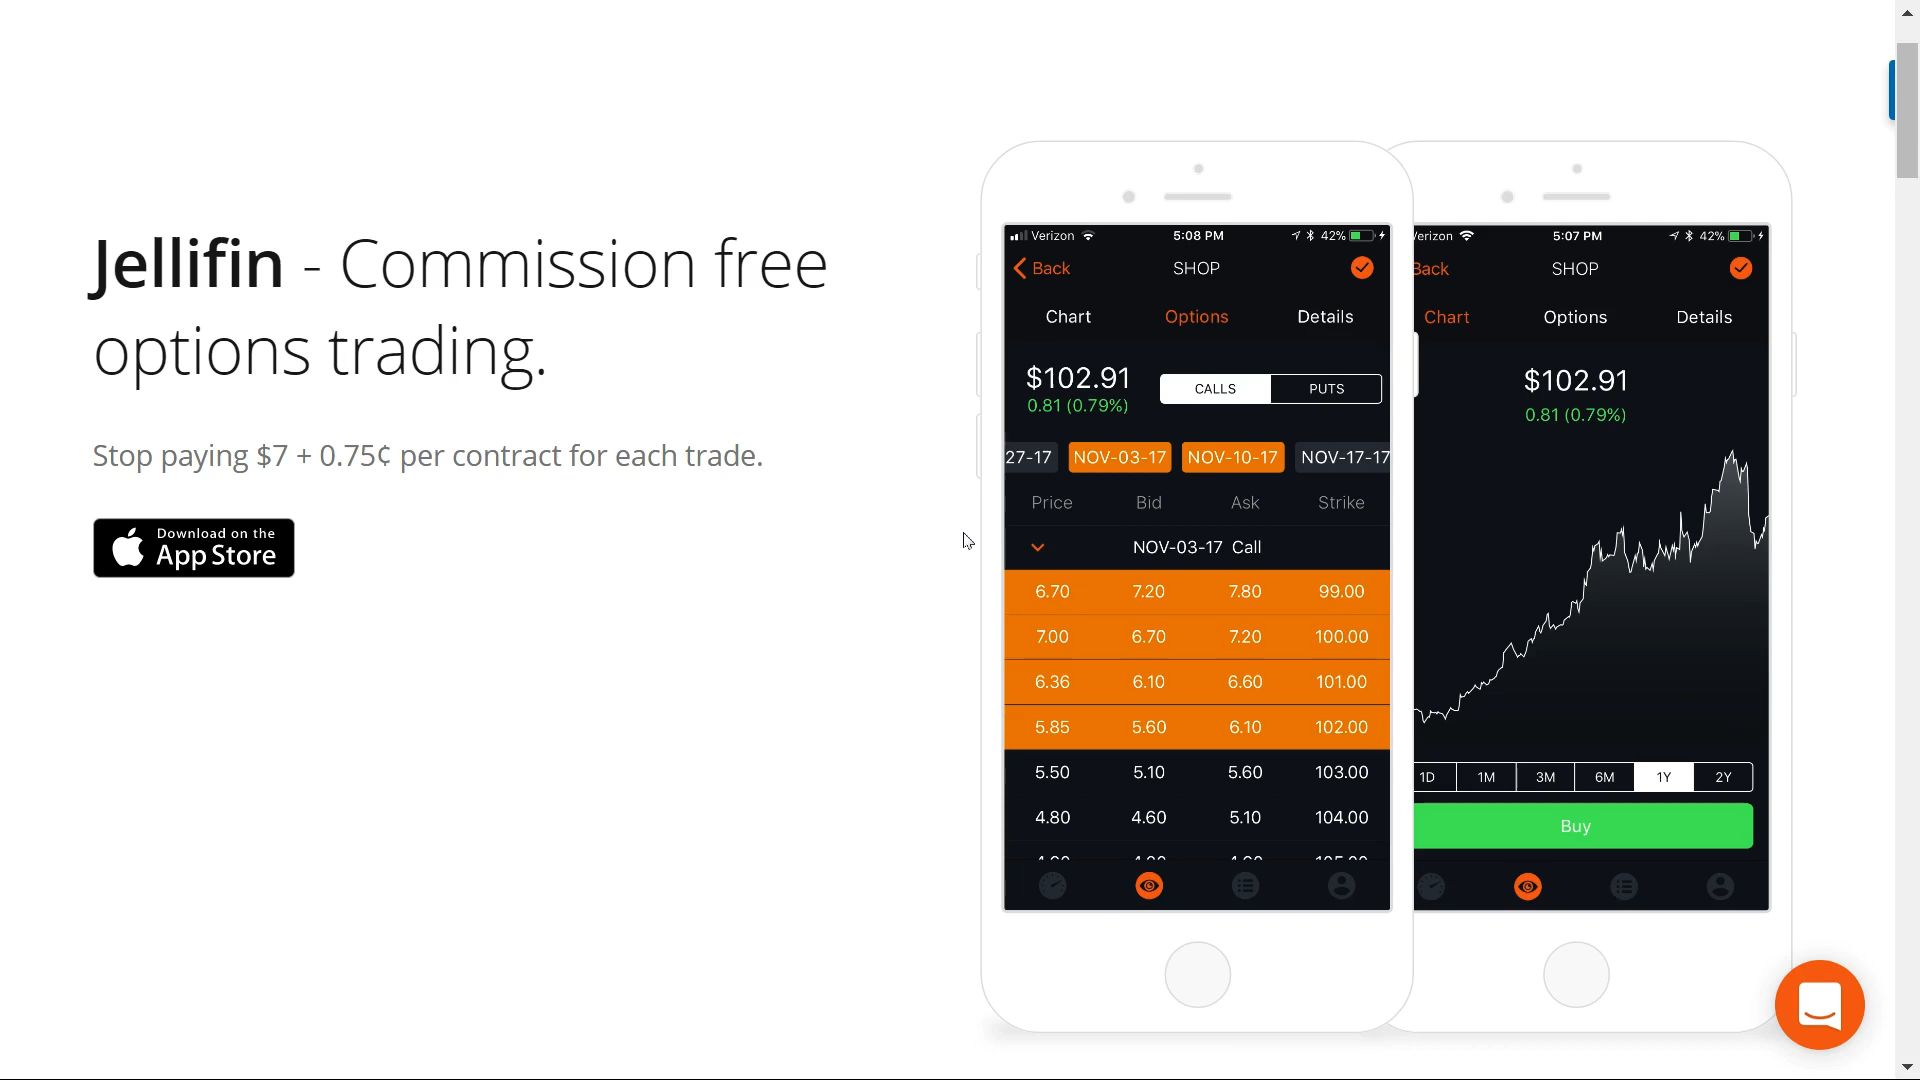 Jellifin - Commission free
options trading.
Stop paying $7 + 0.75¢ per contract for each trade.
Download on the
App Store
Verizon 5:08 PM 42%
Back SHOP
Chart Options Details
$102.91
0.81 (0.79%)
CALLS PUTS
27-17 NOV-03-17 NOV-10-17 NOV-17-17
Price Bid Ask Strike
NOV-03-17 Call
6.70 7.20 7.80 99.00
7.00 6.70 7.20 100.00
6.36 6.10 6.60 101.00
5.85 5.60 6.10 102.00
5.50 5.10 5.60 103.00
4.80 4.60 5.10 104.00
erizon 5:07 PM 42%
Back SHOP
Chart Options Details
$102.91
0.81 (0.79%)
1D 1M 3M 6M 1Y 2Y
Buy